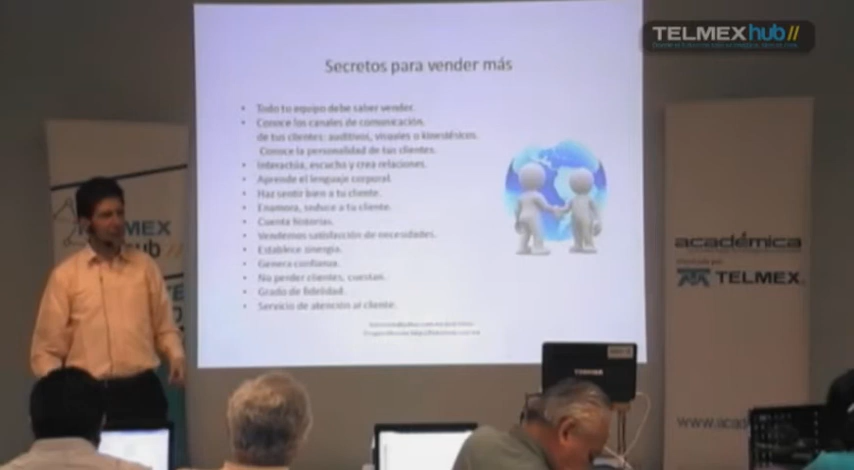 TELMEXhub//
Secretos para vender más
• Todo tu equipo debe saber vender.
• Conoce los canales de comunicación.
de tus clientes: auditivos, visuales o kinestésicos.
Conoce la personalidad de tus clientes.
• Interactúa, escucha y crea relaciones.
• Aprende el lenguaje corporal.
• Haz sentir bien a tu cliente.
• Enamora, seduce a tu cliente.
• Cuenta historias.
• Vendemos satisfacción de necesidades.
• Establece sinergia.
• Genera confianza.
• No perder clientes, cuestan.
• Grado de fidelidad.
• Servicio de atención al cliente.
TELMEX
hub//
académica
TELMEX
www.acad
TOSHIBA